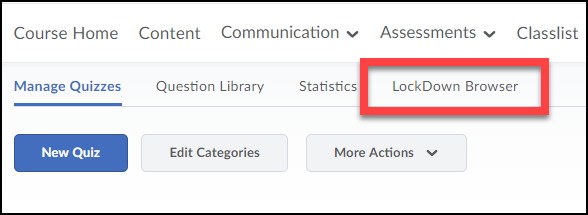 Course Home Content Communication Assessments Classlist
Manage Quizzes Question Library Statistics LockDown Browser
New Quiz Edit Categories More Actions